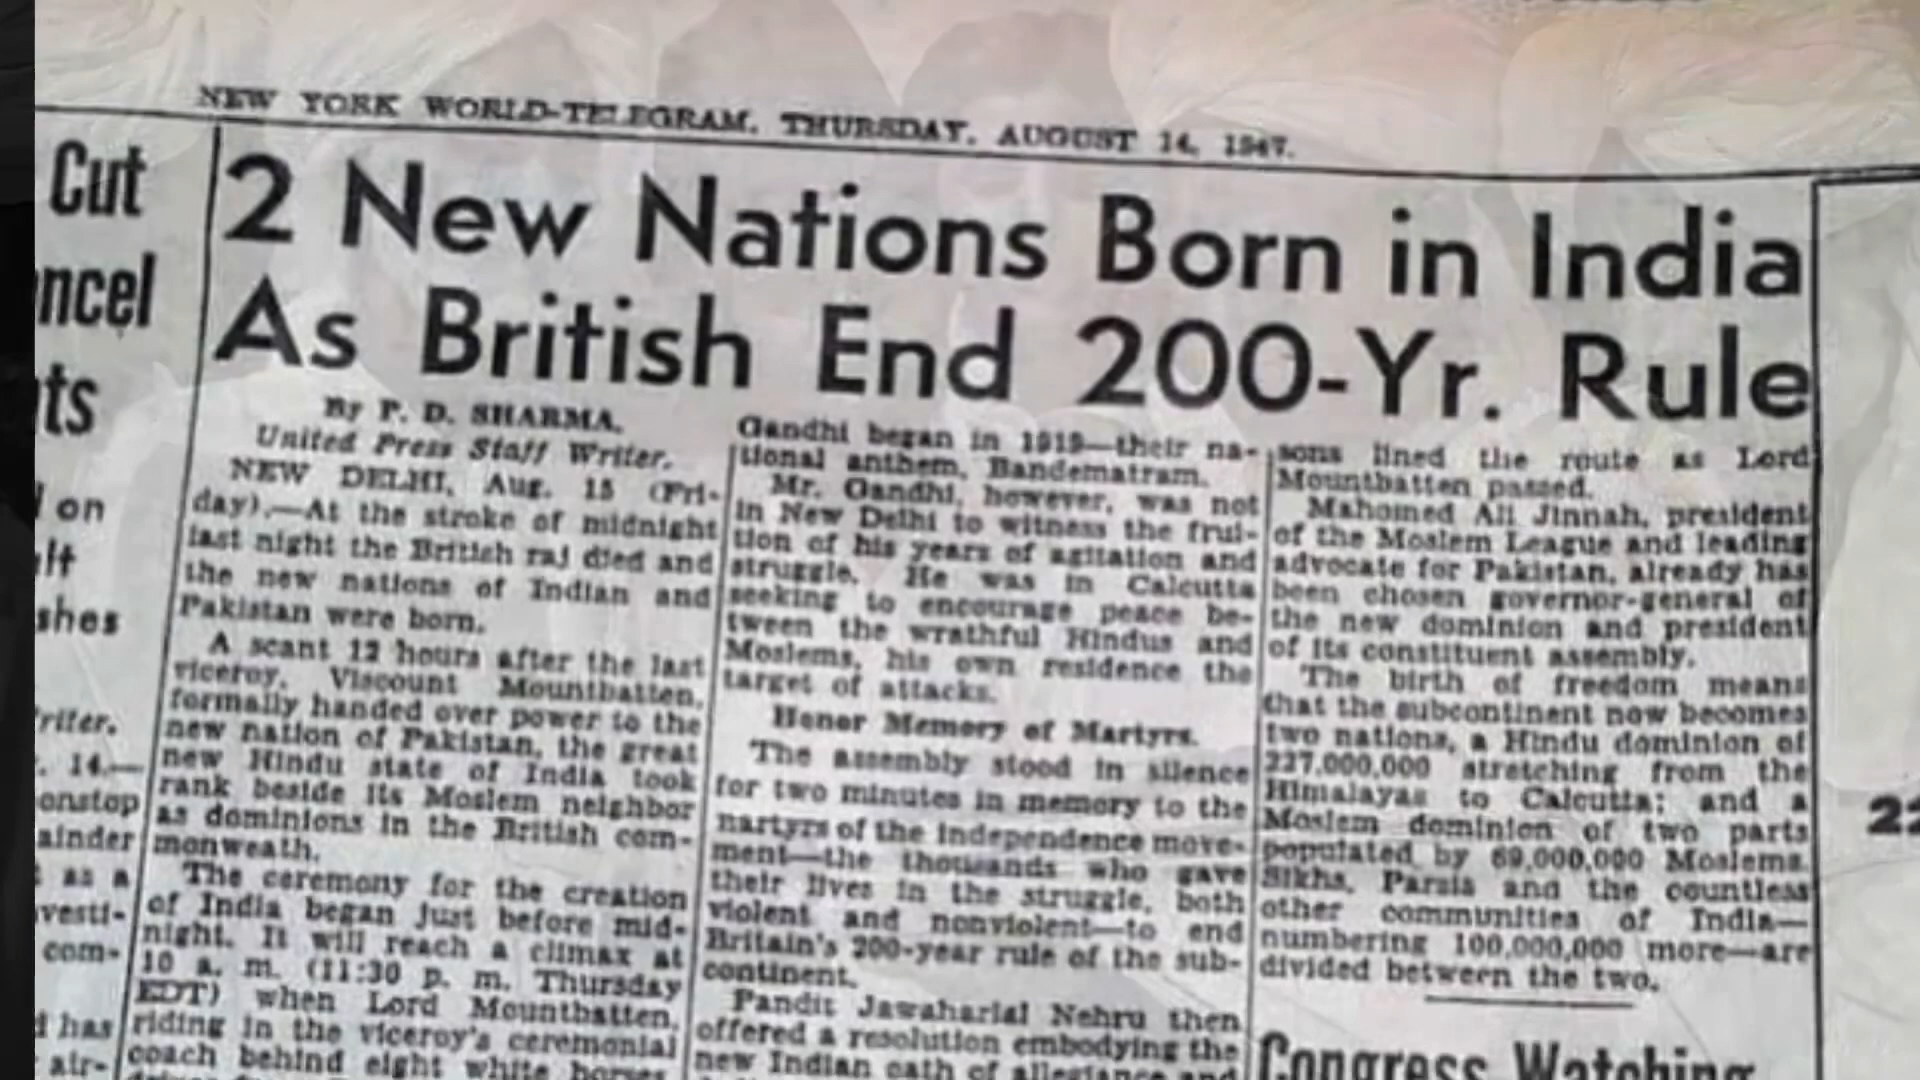 NEW YORK WORLD-TELEGRAM, THURSDAY, AUGUST 14, 1947.
Cut
ncel
ts
on
lt
shes
riter.
14.—
onstop
ainder
as a
vesti-
com-
has
air-
2 New Nations Born in India
As British End 200-Yr. Rule
By P. D. SHARMA,
United Press Staff Writer.
NEW DELHI, Aug. 15 (Fri-
day).—At the stroke of midnight
last night the British raj died and
the new nations of Indian and
Pakistan were born.
A scant 12 hours after the last
viceroy, Viscount Mountbatten,
formally handed over power to the
new nation of Pakistan, the great
new Hindu state of India took
rank beside its Moslem neighbor
as dominions in the British com-
monweath.
The ceremony for the creation
of India began just before mid-
night. It will reach a climax at
10 a. m. (11:30 p. m. Thursday
EDT) when Lord Mountbatten,
riding in the viceroy's ceremonial
coach behind eight white horses
Gandhi began in 1919—their na-
tional anthem, Bandematram.
Mr. Gandhi, however, was not
in New Delhi to witness the frui-
tion of his years of agitation and
struggle. He was in Calcutta
seeking to encourage peace be-
tween the wrathful Hindus and
Moslems, his own residence the
target of attacks.
Honor Memory of Martyrs.
The assembly stood in silence
for two minutes in memory to the
martyrs of the independence move-
ment—the thousands who gave
their lives in the struggle, both
violent and nonviolent—to end
Britain's 200-year rule of the sub-
continent.
Pandit Jawaharlal Nehru then
offered a resolution embodying the
new Indian oath of allegiance and
sons lined the route as Lord
Mountbatten passed.
Mahomed Ali Jinnah, president
of the Moslem League and leading
advocate for Pakistan, already has
been chosen governor-general of
the new dominion and president
of its constituent assembly.
The birth of freedom means
that the subcontinent now becomes
two nations, a Hindu dominion of
227,000,000 stretching from the
Himalayas to Calcutta; and a
Moslem dominion of two parts
populated by 69,000,000 Moslems.
Sikhs, Parsis and the countless
other communities of India—
numbering 100,000,000 more—are
divided between the two.
Congress Watching
22